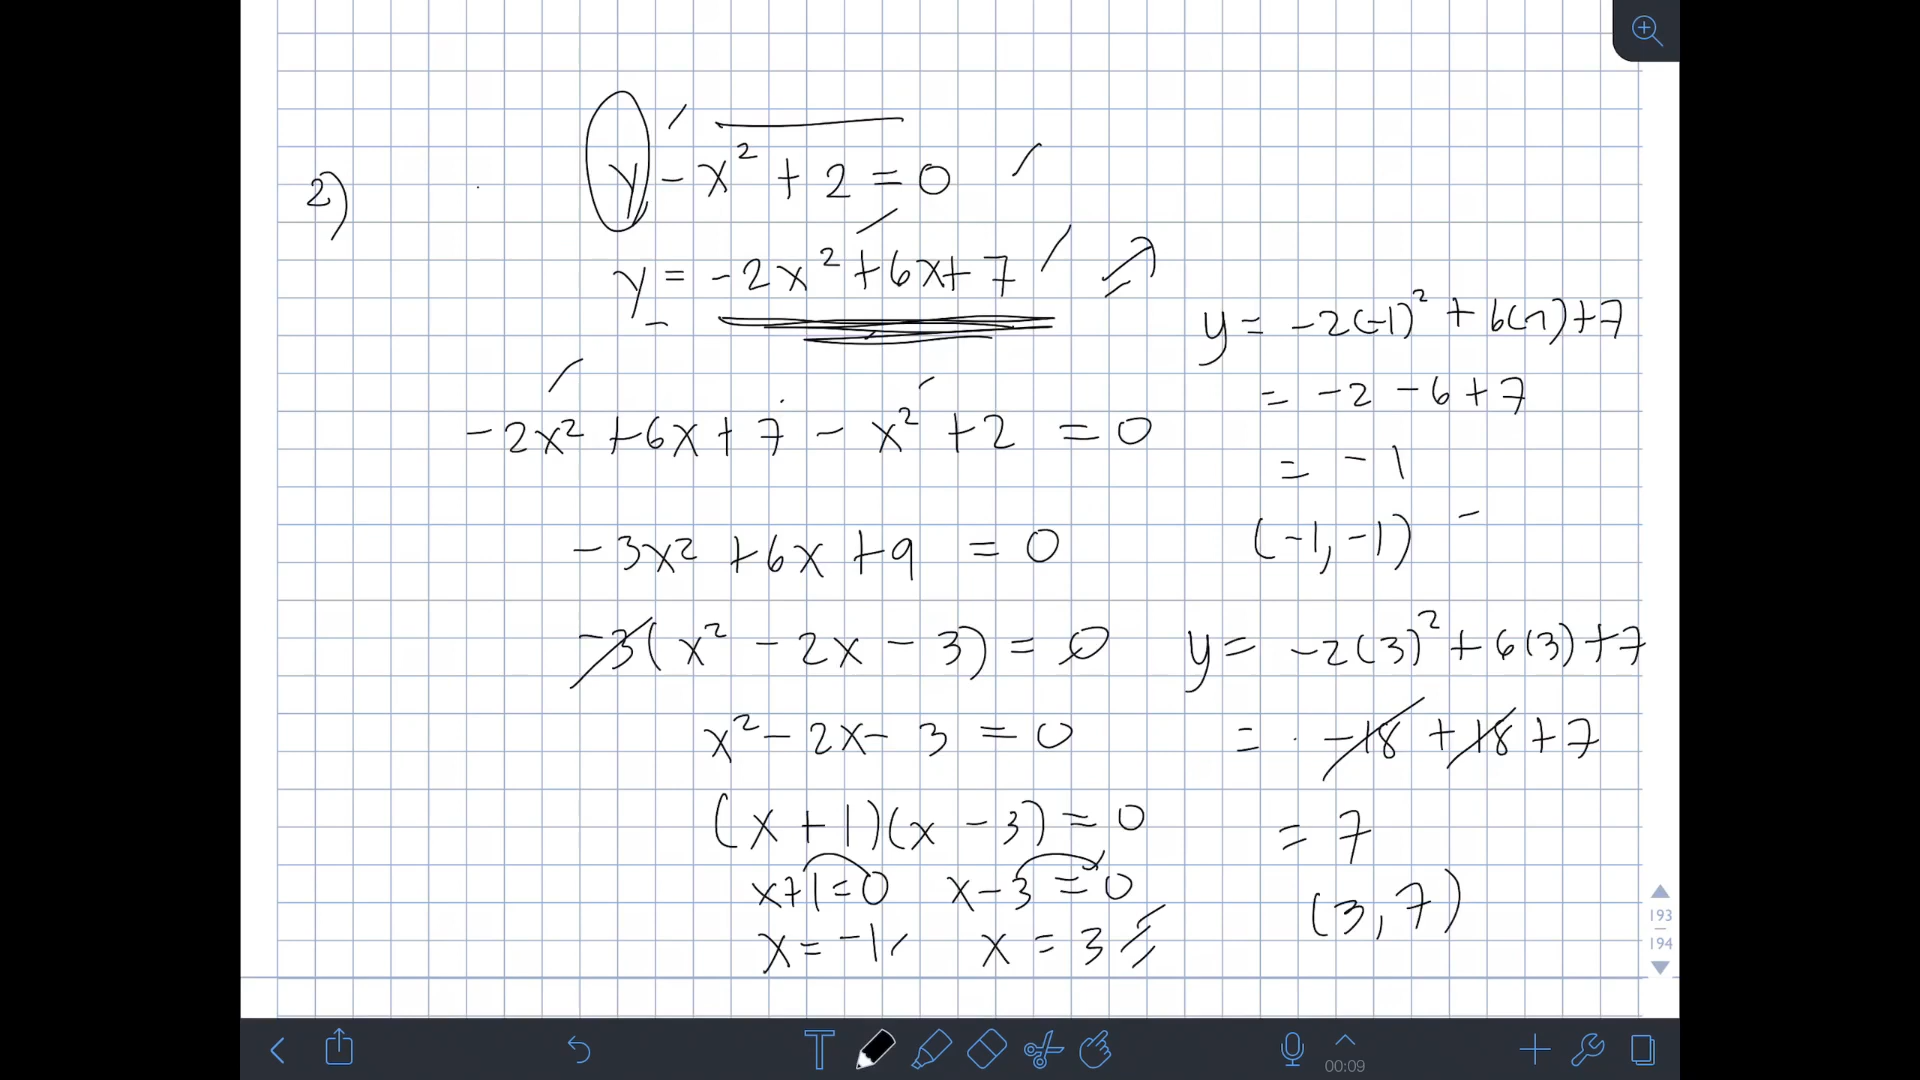 2)
y - x² + 2 = 0
y = -2x² + 6x + 7
-2x² + 6x + 7 - x² + 2 = 0
-3x² + 6x + 9 = 0
-3(x² - 2x - 3) = 0
x² - 2x - 3 = 0
(x + 1)(x - 3) = 0
x + 1 = 0 x - 3 = 0
x = -1 x = 3
y = -2(-1)² + 6(-1) + 7
= -2 - 6 + 7
= -1
(-1, -1)
y = -2(3)² + 6(3) + 7
= -18 + 18 + 7
= 7
(3, 7)
193
194
T
00:09